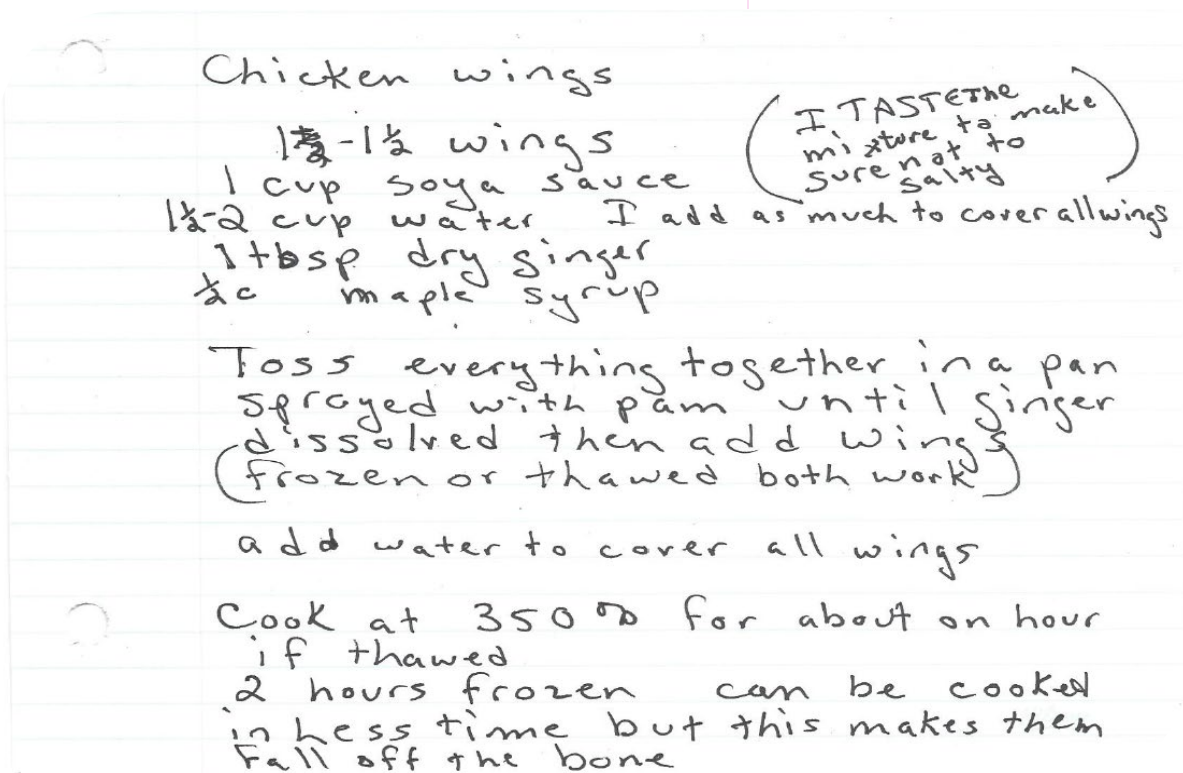 Chicken wings
(I TASTE The
mixture to make
sure not to
salty)
1½-1½ wings
1 cup soya sauce
1½-2 cup water I add as much to cover all wings
1 tbsp dry ginger
½ c maple syrup
Toss everything together in a pan
sprayed with pam until ginger
dissolved then add wings
(frozen or thawed both work)
add water to cover all wings
Cook at 350 for about on hour
if thawed
2 hours frozen can be cooked
in less time but this makes them
Fall off the bone